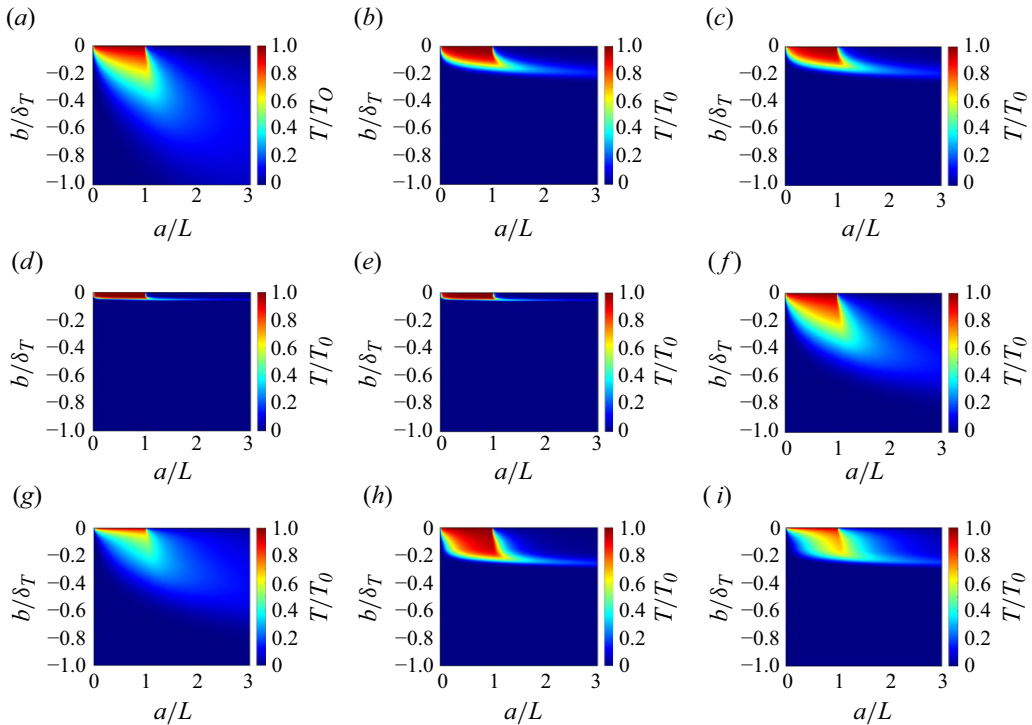 (a) (b) (c)
0 1.0 0 1.0 0 1.0
−0.2 0.8 −0.2 0.8 −0.2 0.8
b/δT −0.4 0.6 T/TO b/δT −0.4 0.6 T/T0 b/δT −0.4 0.6 T/T0
−0.6 0.4 −0.6 0.4 −0.6 0.4
−0.8 0.2 −0.8 0.2 −0.8 0.2
−1.0 0 −1.0 0 −1.0 0
0 1 2 3 0 1 2 3 0 1 2 3
a/L a/L a/L
(d) (e) (f)
0 1.0 0 1.0 0 1.0
−0.2 0.8 −0.2 0.8 −0.2 0.8
b/δT −0.4 0.6 T/T0 b/δT −0.4 0.6 T/T0 b/δT −0.4 0.6 T/T0
−0.6 0.4 −0.6 0.4 −0.6 0.4
−0.8 0.2 −0.8 0.2 −0.8 0.2
−1.0 0 −1.0 0 −1.0 0
0 1 2 3 0 1 2 3 0 1 2 3
a/L a/L a/L
(g) (h) (i)
0 1.0 0 1.0 0 1.0
−0.2 0.8 −0.2 0.8 −0.2 0.8
b/δT −0.4 0.6 T/T0 b/δT −0.4 0.6 T/T0 b/δT −0.4 0.6 T/T0
−0.6 0.4 −0.6 0.4 −0.6 0.4
−0.8 0.2 −0.8 0.2 −0.8 0.2
−1.0 0 −1.0 0 −1.0 0
0 1 2 3 0 1 2 3 0 1 2 3
a/L a/L a/L